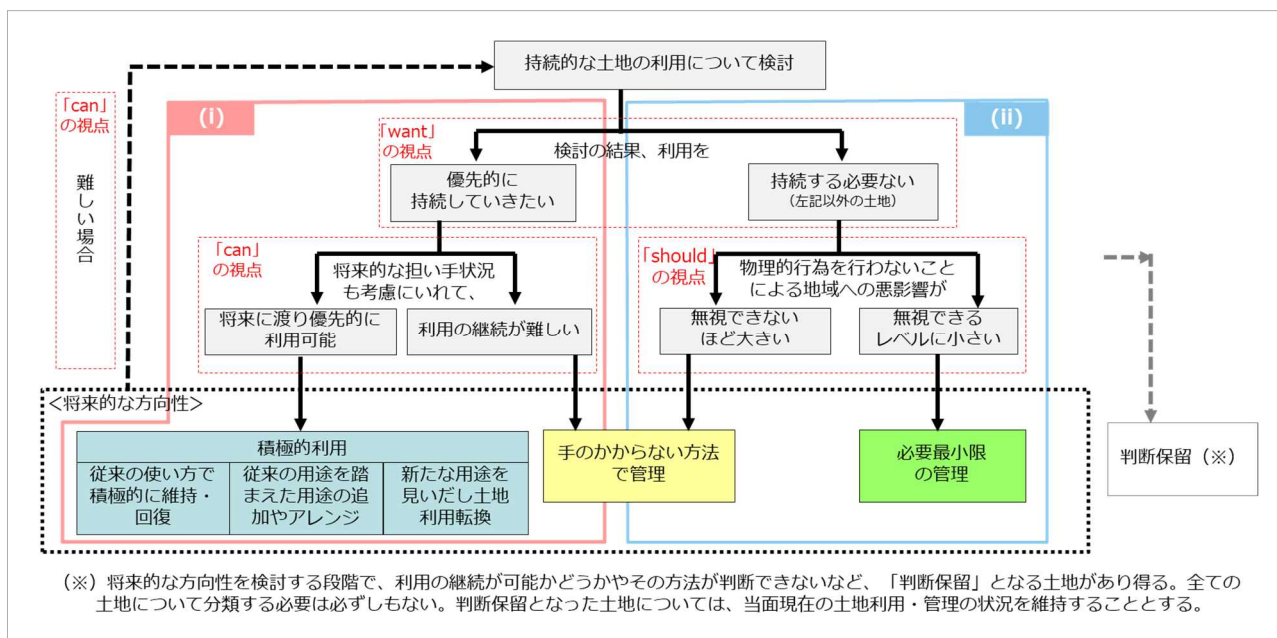 持続的な土地の利用について検討
「can」
の視点
難しい場合
(i)
(ii)
「want」
の視点
検討の結果、利用を
優先的に
持続していきたい
持続する必要ない
（左記以外の土地）
「can」
の視点
将来的な担い手状況
も考慮にいれて、
「should」
の視点
物理的行為を行わないこと
による地域への悪影響が
将来に渡り優先的に
利用可能
利用の継続が難しい
無視できない
ほど大きい
無視できる
レベルに小さい
＜将来的な方向性＞
積極的利用
従来の使い方で
積極的に維持・
回復
従来の用途を踏
まえた用途の追
加やアレンジ
新たな用途を
見いだし土地
利用転換
手のかからない方法
で管理
必要最小限
の管理
判断保留（※）
（※）将来的な方向性を検討する段階で、利用の継続が可能かどうかやその方法が判断できないなど、「判断保留」となる土地があり得る。全ての
土地について分類する必要は必ずしもない。判断保留となった土地については、当面現在の土地利用・管理の状況を維持することとする。